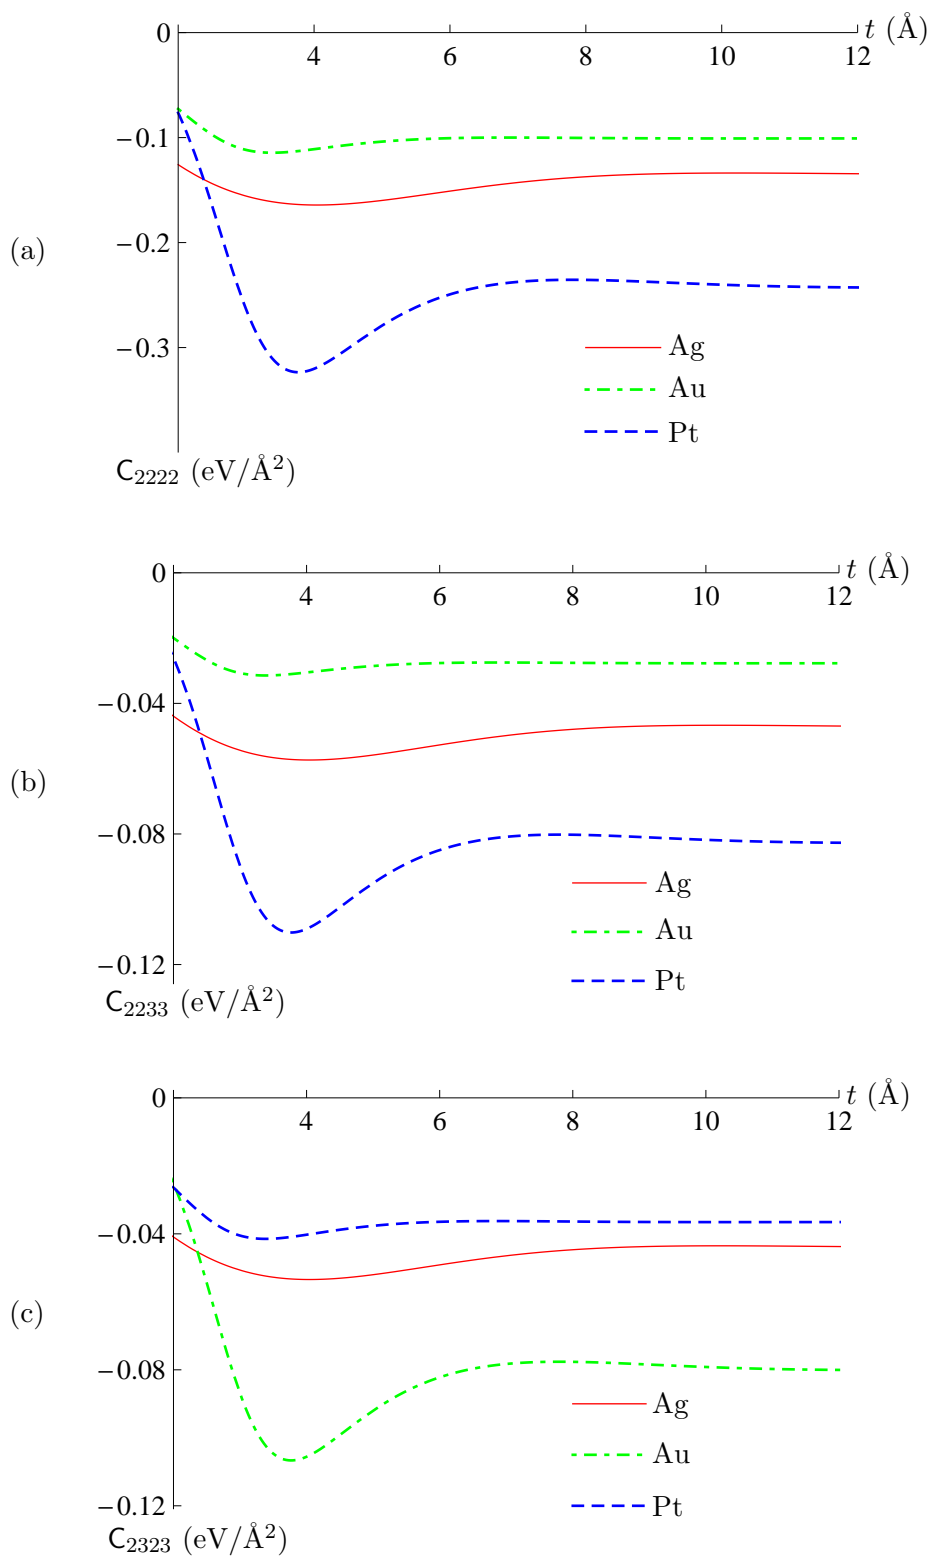 0 t (Å)
4 6 8 10 12
−0.1
−0.2
(a)
−0.3
Ag
Au
Pt
C2222 (eV/Å²)
0 t (Å)
4 6 8 10 12
−0.04
(b)
−0.08
Ag
Au
−0.12
Pt
C2233 (eV/Å²)
0 t (Å)
4 6 8 10 12
−0.04
(c)
−0.08
Ag
Au
Pt
−0.12
C2323 (eV/Å²)